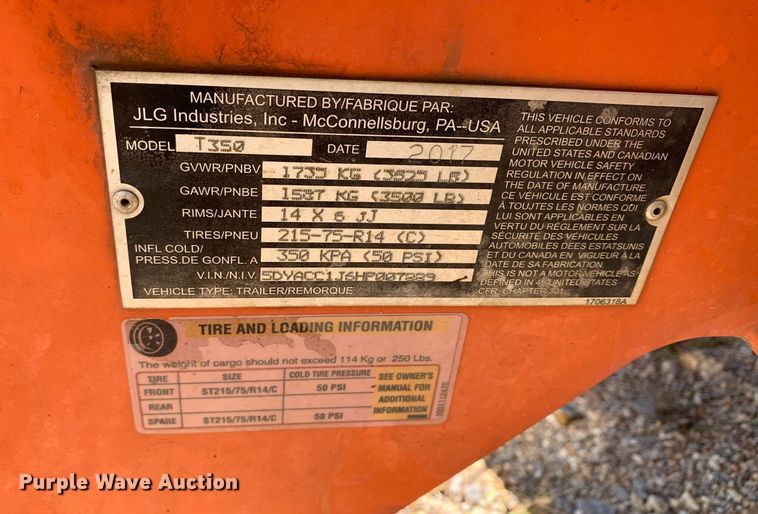 MANUFACTURED BY/FABRIQUE PAR:
JLG Industries, Inc - McConnellsburg, PA--USA
MODEL T350 DATE 2017
GVWR/PNBV 1735 KG (3825 LB)
GAWR/PNBE 1587 KG (3500 LB)
RIMS/JANTE 14 X 6 JJ
TIRES/PNEU 215-75-R14 (C)
INFL COLD/
PRESS.DE GONFL. A 350 KPA (50 PSI)
V.I.N./N.I.V. 5DYACC1J6HP007889
VEHICLE TYPE: TRAILER/REMORQUE
THIS VEHICLE CONFORMS TO
ALL APPLICABLE STANDARDS
PRESCRIBED UNDER THE
UNITED STATES AND CANADIAN
MOTOR VEHICLE SAFETY
REGULATION IN EFFECT ON
THE DATE OF MANUFACTURE.
CE VÉHICULE EST CONFORME
À TOUTES LES NORMES QUI
LUI SONT APPLICABLES EN
VERTU DU RÉGLEMENT SUR LA
SÉCURITÉ DES VÉHICULES
AUTOMOBILES DES ETATSUNIS
ET DU CANADA EN VIGUEUR À LA
DATE DE SA FABRICATION.
THIS IS NOT A MOTOR VEHICLE AS
DEFINED IN 49 UNITED STATES
CFR, CHAPTER 301.
1706318A
TIRE AND LOADING INFORMATION
The weight of cargo should not exceed 114 Kg or 250 Lbs.
TIRE SIZE COLD TIRE PRESSURE
FRONT ST215/75/R14/C 50 PSI
REAR
SPARE ST215/75/R14/C 50 PSI
SEE OWNER'S
MANUAL FOR
ADDITIONAL
INFORMATION
Purple Wave Auction